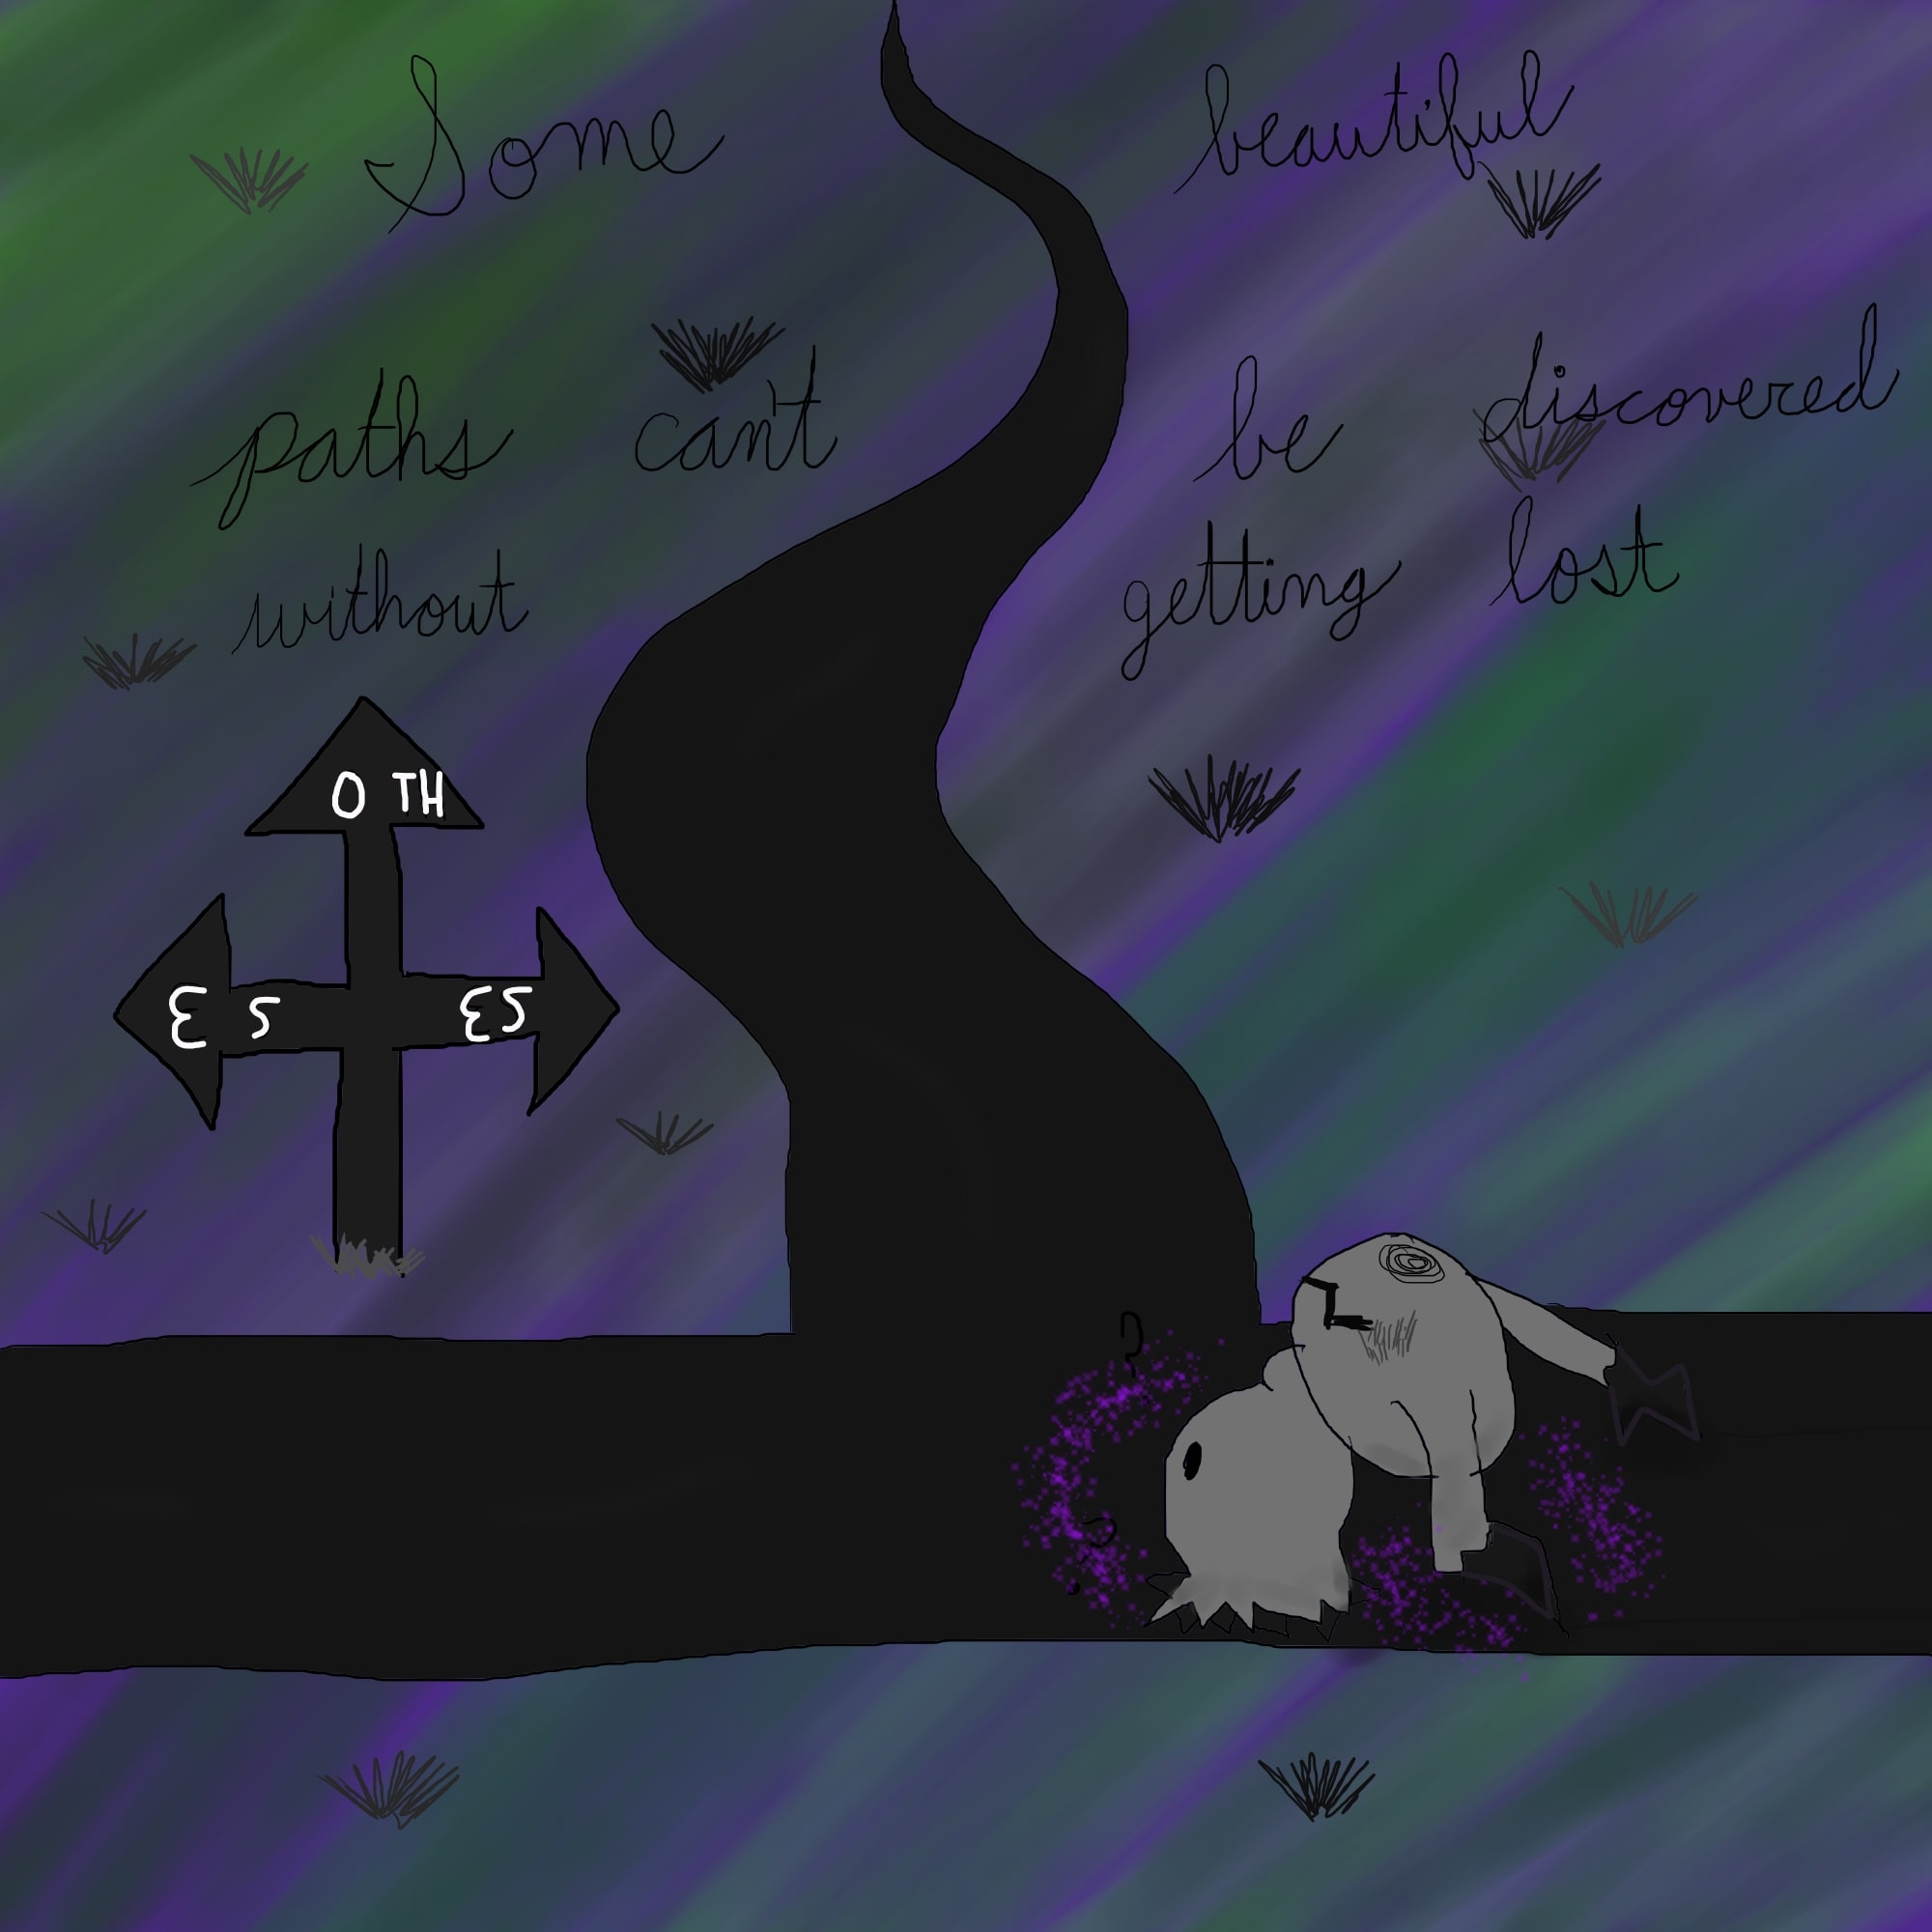 Some beautiful
paths can't be discovered
without getting lost
O TH
E S ES
?
?